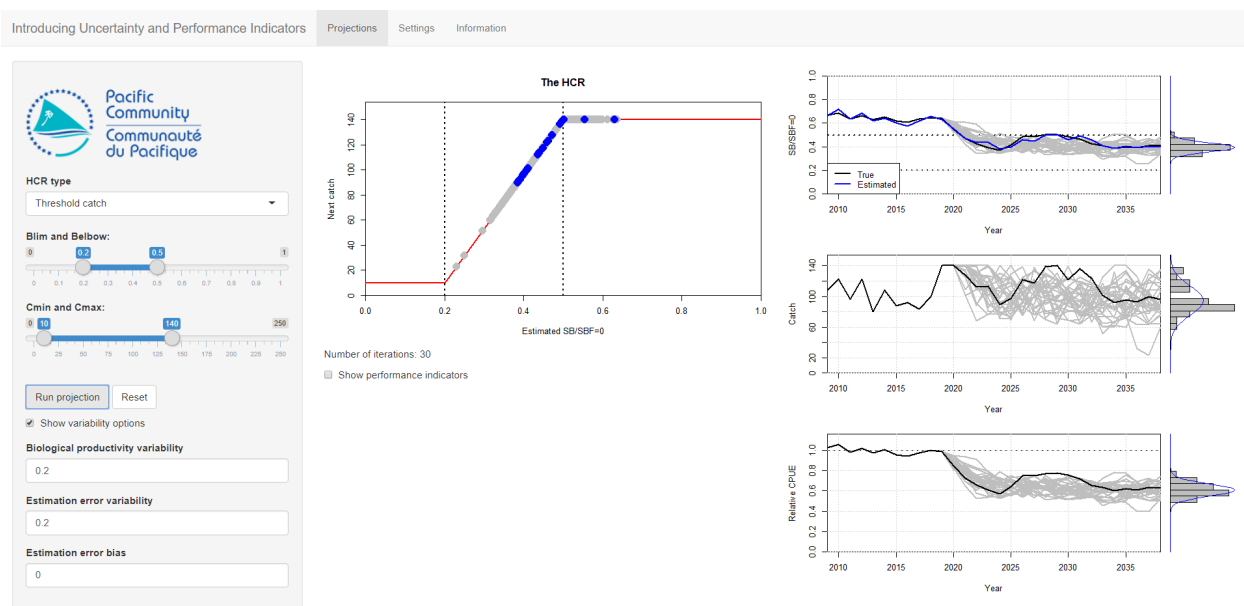 Introducing Uncertainty and Performance Indicators Projections Settings Information
Pacific
Community
Communauté
du Pacifique
HCR type
Threshold catch
Blim and Belbow:
0 0.2 0.5 1
0 0.1 0.2 0.3 0.4 0.5 0.6 0.7 0.8 0.9 1
Cmin and Cmax:
0 10 140 250
0 25 50 75 100 125 150 175 200 225 250
Run projection Reset
Show variability options
Biological productivity variability
0.2
Estimation error variability
0.2
Estimation error bias
0
The HCR
Next catch
0 20 40 60 80 100 120 140
0.0 0.2 0.4 0.6 0.8 1.0
Estimated SB/SBF=0
Number of iterations: 30
Show performance indicators
SB/SBF=0
0.0 0.2 0.4 0.6 0.8 1.0
True
Estimated
2010 2015 2020 2025 2030 2035
Year
Catch
0 20 60 100 140
2010 2015 2020 2025 2030 2035
Year
Relative CPUE
0.0 0.2 0.4 0.6 0.8 1.0
2010 2015 2020 2025 2030 2035
Year